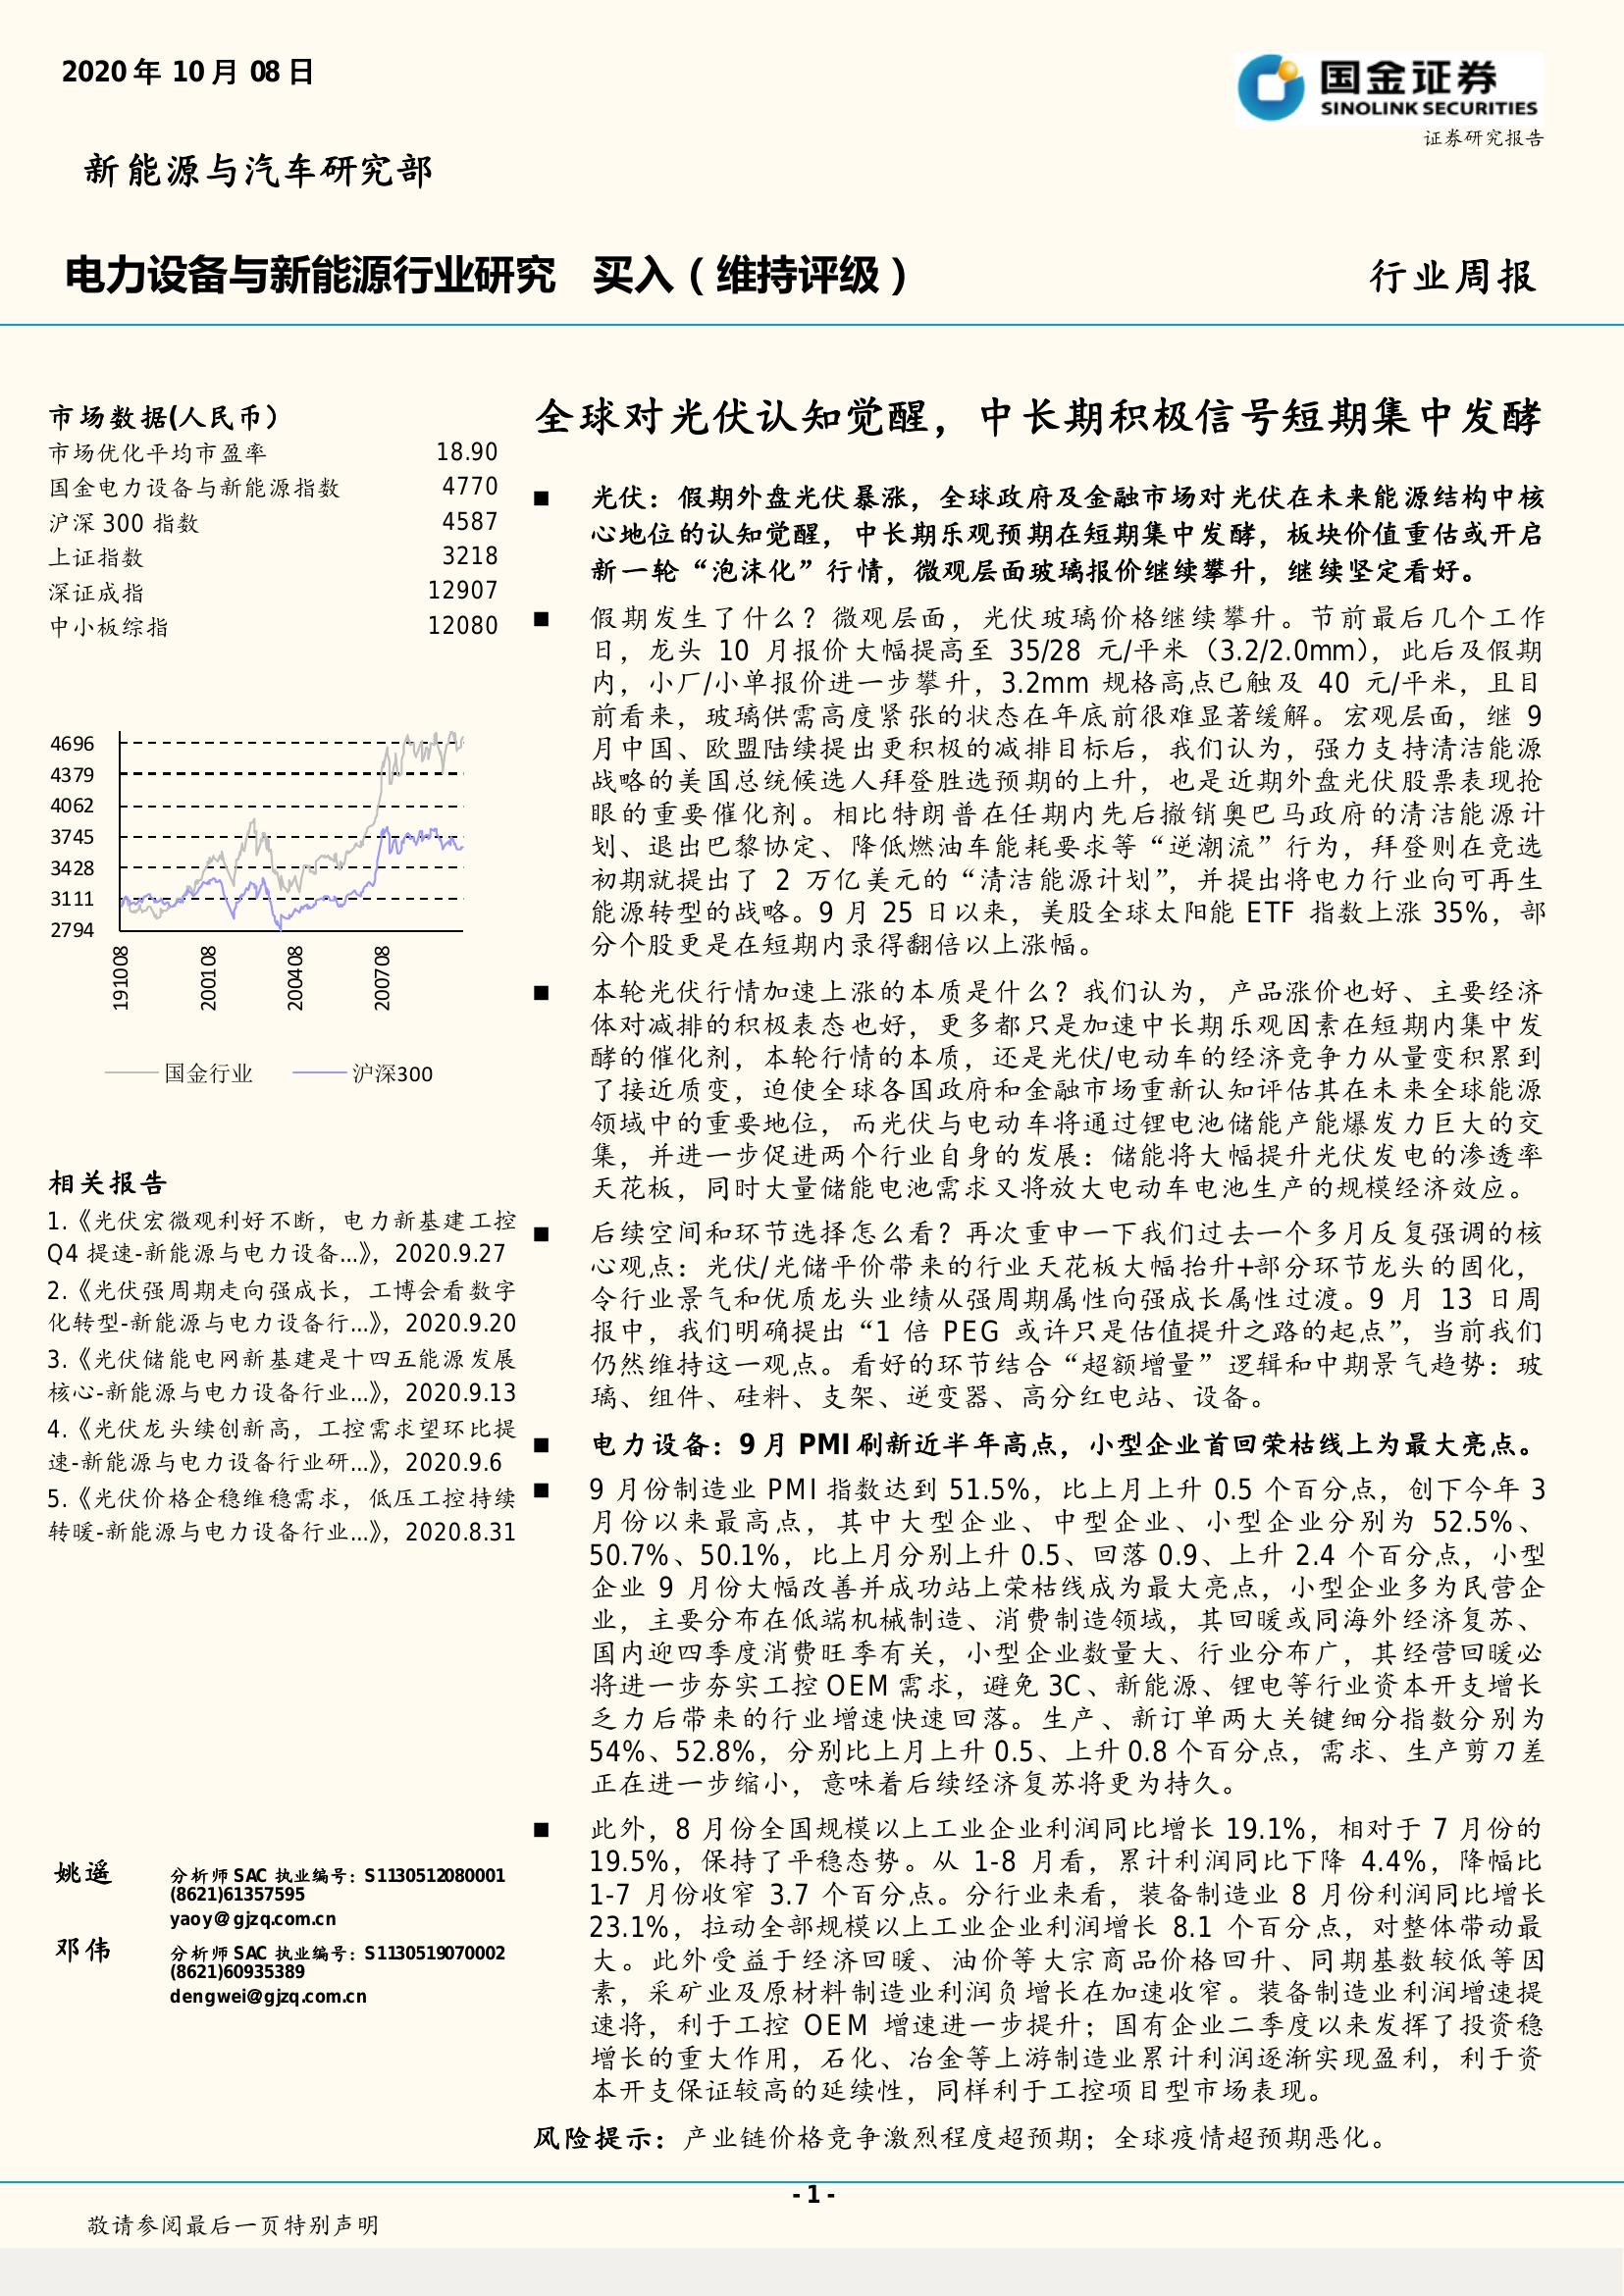 2020 年 10 月 08 日
国金证券
SINOLINK SECURITIES
证券研究报告
新能源与汽车研究部
电力设备与新能源行业研究 买入（维持评级）
行业周报
市场数据(人民币）
市场优化平均市盈率 18.90
国金电力设备与新能源指数 4770
沪深 300 指数 4587
上证指数 3218
深证成指 12907
中小板综指 12080
4696
4379
4062
3745
3428
3111
2794
191008
200108
200408
200708
国金行业 沪深300
相关报告
1.《光伏宏微观利好不断，电力新基建工控
Q4 提速-新能源与电力设备...》，2020.9.27
2.《光伏强周期走向强成长，工博会看数字
化转型-新能源与电力设备行...》，2020.9.20
3.《光伏储能电网新基建是十四五能源发展
核心-新能源与电力设备行业...》，2020.9.13
4.《光伏龙头续创新高，工控需求望环比提
速-新能源与电力设备行业研...》，2020.9.6
5.《光伏价格企稳维稳需求，低压工控持续
转暖-新能源与电力设备行业...》，2020.8.31
姚遥 分析师 SAC 执业编号：S1130512080001
(8621)61357595
yaoy@gjzq.com.cn
邓伟 分析师 SAC 执业编号：S1130519070002
(8621)60935389
dengwei@gjzq.com.cn
全球对光伏认知觉醒，中长期积极信号短期集中发酵
■ 光伏：假期外盘光伏暴涨，全球政府及金融市场对光伏在未来能源结构中核
心地位的认知觉醒，中长期乐观预期在短期集中发酵，板块价值重估或开启
新一轮“泡沫化”行情，微观层面玻璃报价继续攀升，继续坚定看好。
■ 假期发生了什么？微观层面，光伏玻璃价格继续攀升。节前最后几个工作
日，龙头 10 月报价大幅提高至 35/28 元/平米（3.2/2.0mm），此后及假期
内，小厂/小单报价进一步攀升，3.2mm 规格高点已触及 40 元/平米，且目
前看来，玻璃供需高度紧张的状态在年底前很难显著缓解。宏观层面，继 9
月中国、欧盟陆续提出更积极的减排目标后，我们认为，强力支持清洁能源
战略的美国总统候选人拜登胜选预期的上升，也是近期外盘光伏股票表现抢
眼的重要催化剂。相比特朗普在任期内先后撤销奥巴马政府的清洁能源计
划、退出巴黎协定、降低燃油车能耗要求等“逆潮流”行为，拜登则在竞选
初期就提出了 2 万亿美元的“清洁能源计划”，并提出将电力行业向可再生
能源转型的战略。9 月 25 日以来，美股全球太阳能 ETF 指数上涨 35%，部
分个股更是在短期内录得翻倍以上涨幅。
■ 本轮光伏行情加速上涨的本质是什么？我们认为，产品涨价也好、主要经济
体对减排的积极表态也好，更多都只是加速中长期乐观因素在短期内集中发
酵的催化剂，本轮行情的本质，还是光伏/电动车的经济竞争力从量变积累到
了接近质变，迫使全球各国政府和金融市场重新认知评估其在未来全球能源
领域中的重要地位，而光伏与电动车将通过锂电池储能产能爆发力巨大的交
集，并进一步促进两个行业自身的发展：储能将大幅提升光伏发电的渗透率
天花板，同时大量储能电池需求又将放大电动车电池生产的规模经济效应。
■ 后续空间和环节选择怎么看？再次重申一下我们过去一个多月反复强调的核
心观点：光伏/光储平价带来的行业天花板大幅抬升+部分环节龙头的固化，
令行业景气和优质龙头业绩从强周期属性向强成长属性过渡。9 月 13 日周
报中，我们明确提出“1 倍 PEG 或许只是估值提升之路的起点”，当前我们
仍然维持这一观点。看好的环节结合“超额增量”逻辑和中期景气趋势：玻
璃、组件、硅料、支架、逆变器、高分红电站、设备。
■ 电力设备：9 月 PMI 刷新近半年高点，小型企业首回荣枯线上为最大亮点。
■ 9 月份制造业 PMI 指数达到 51.5%，比上月上升 0.5 个百分点，创下今年 3
月份以来最高点，其中大型企业、中型企业、小型企业分别为 52.5%、
50.7%、50.1%，比上月分别上升 0.5、回落 0.9、上升 2.4 个百分点，小型
企业 9 月份大幅改善并成功站上荣枯线成为最大亮点，小型企业多为民营企
业，主要分布在低端机械制造、消费制造领域，其回暖或同海外经济复苏、
国内迎四季度消费旺季有关，小型企业数量大、行业分布广，其经营回暖必
将进一步夯实工控 OEM 需求，避免 3C、新能源、锂电等行业资本开支增长
乏力后带来的行业增速快速回落。生产、新订单两大关键细分指数分别为
54%、52.8%，分别比上月上升 0.5、上升 0.8 个百分点，需求、生产剪刀差
正在进一步缩小，意味着后续经济复苏将更为持久。
■ 此外，8 月份全国规模以上工业企业利润同比增长 19.1%，相对于 7 月份的
19.5%，保持了平稳态势。从 1-8 月看，累计利润同比下降 4.4%，降幅比
1-7 月份收窄 3.7 个百分点。分行业来看，装备制造业 8 月份利润同比增长
23.1%，拉动全部规模以上工业企业利润增长 8.1 个百分点，对整体带动最
大。此外受益于经济回暖、油价等大宗商品价格回升、同期基数较低等因
素，采矿业及原材料制造业利润负增长在加速收窄。装备制造业利润增速提
速将，利于工控 OEM 增速进一步提升；国有企业二季度以来发挥了投资稳
增长的重大作用，石化、冶金等上游制造业累计利润逐渐实现盈利，利于资
本开支保证较高的延续性，同样利于工控项目型市场表现。
风险提示：产业链价格竞争激烈程度超预期；全球疫情超预期恶化。
- 1 -
敬请参阅最后一页特别声明